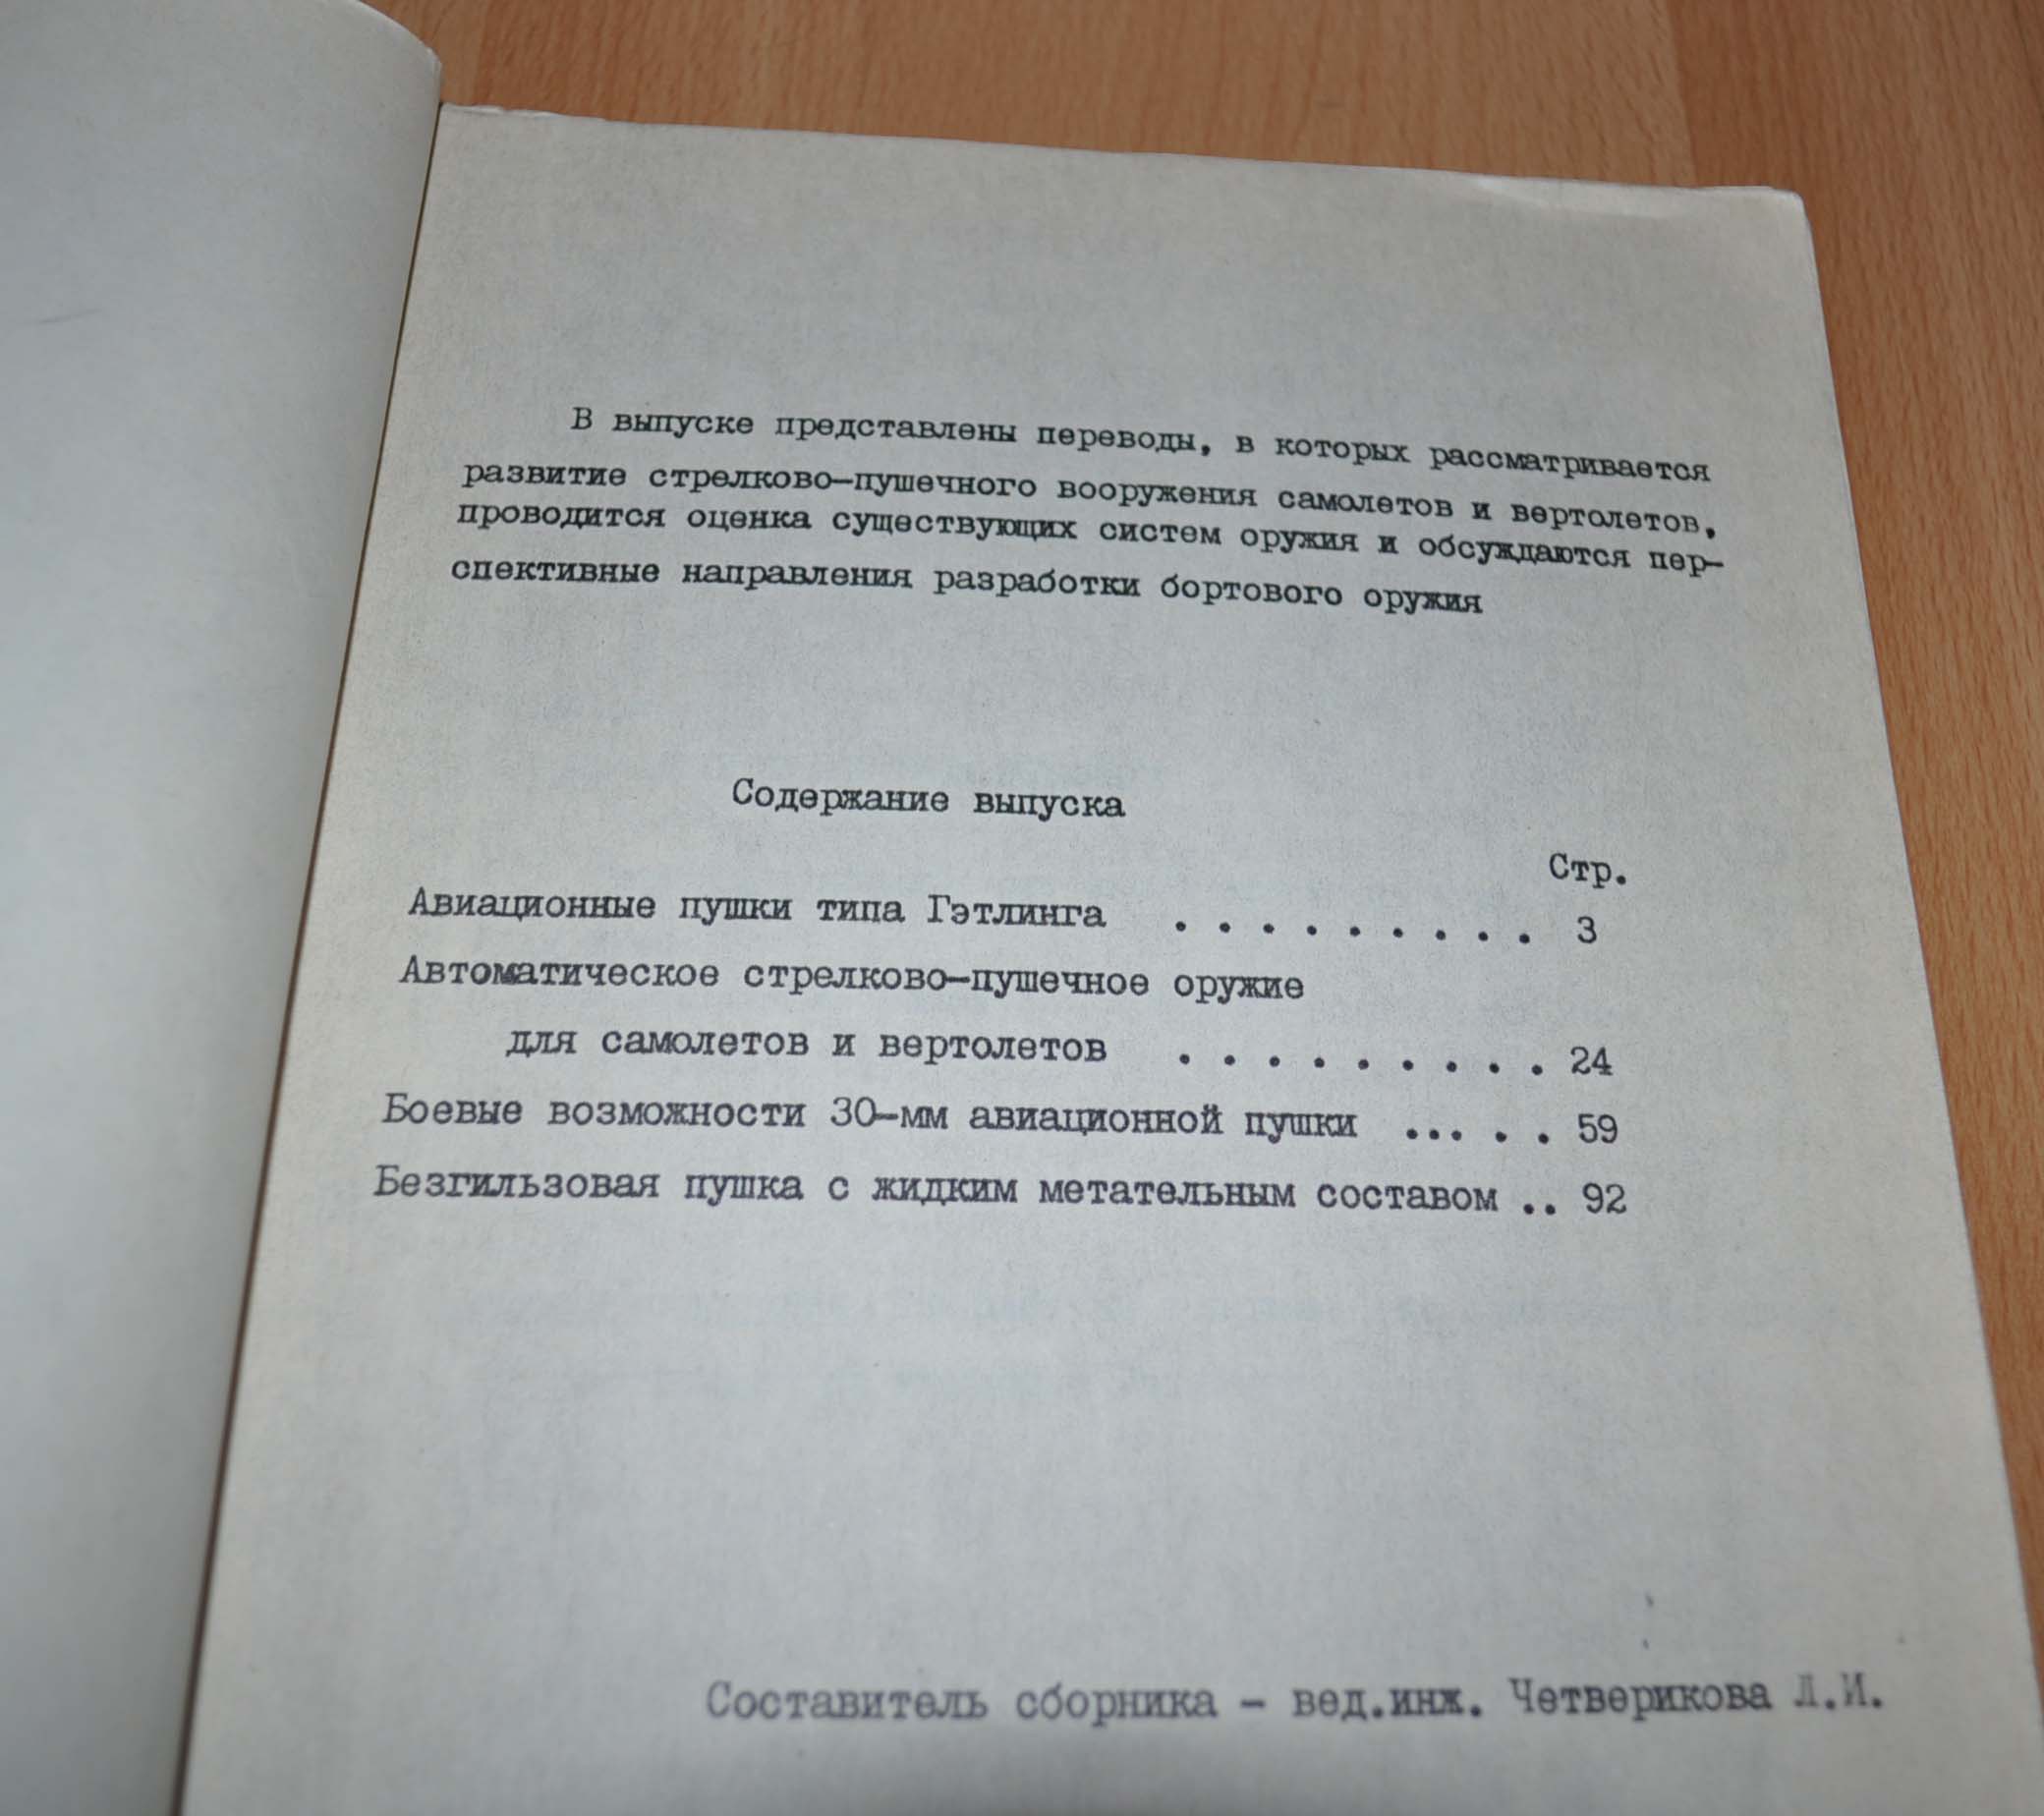 В выпуске представлены переводы, в которых рассматривается
развитие стрелково-пушечного вооружения самолетов и вертолетов,
проводится оценка существующих систем оружия и обсуждаются пер-
спективные направления разработки бортового оружия
Содержание выпуска
Стр.
Авиационные пушки типа Гэтлинга . . . . . . . . . 3
Автоматическое стрелково-пушечное оружие
для самолетов и вертолетов . . . . . . . . . 24
Боевые возможности 30-мм авиационной пушки ... . . 59
Безгильзовая пушка с жидким метательным составом .. 92
Составитель сборника - вед.инж. Четверикова Л.И.